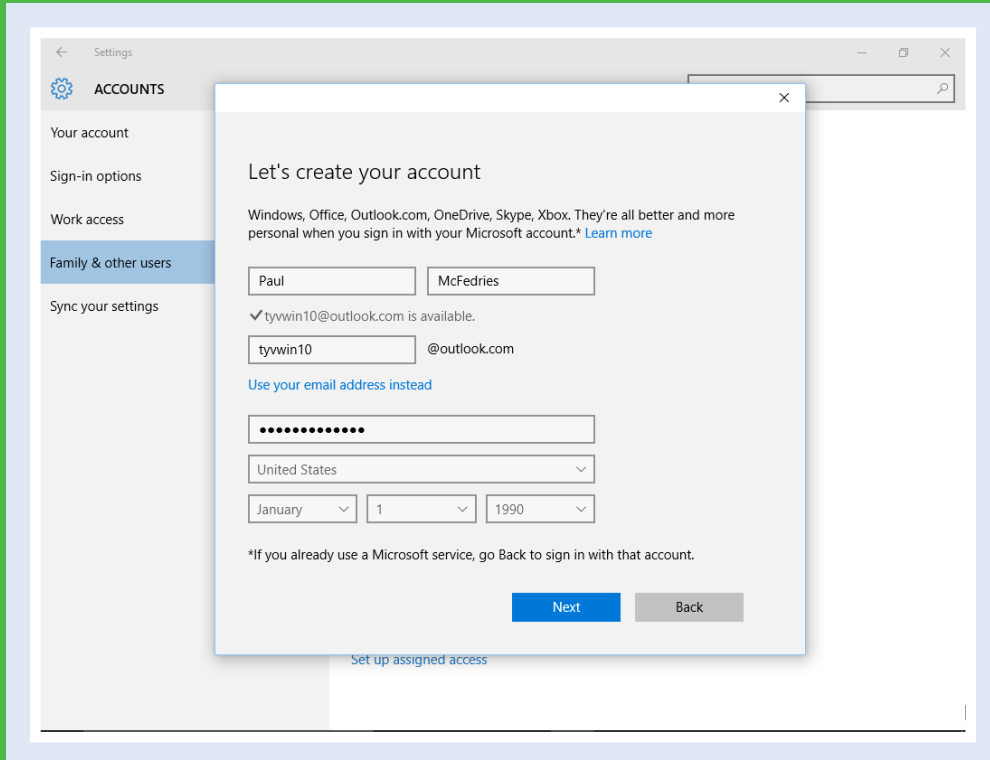 Settings
ACCOUNTS
Your account
Sign-in options
Work access
Family & other users
Sync your settings
Let's create your account
Windows, Office, Outlook.com, OneDrive, Skype, Xbox. They're all better and more
personal when you sign in with your Microsoft account.* Learn more
Paul
McFedries
tyvwin10@outlook.com is available.
tyvwin10
@outlook.com
Use your email address instead
United States
January
1
1990
*If you already use a Microsoft service, go Back to sign in with that account.
Next
Back
Set up assigned access